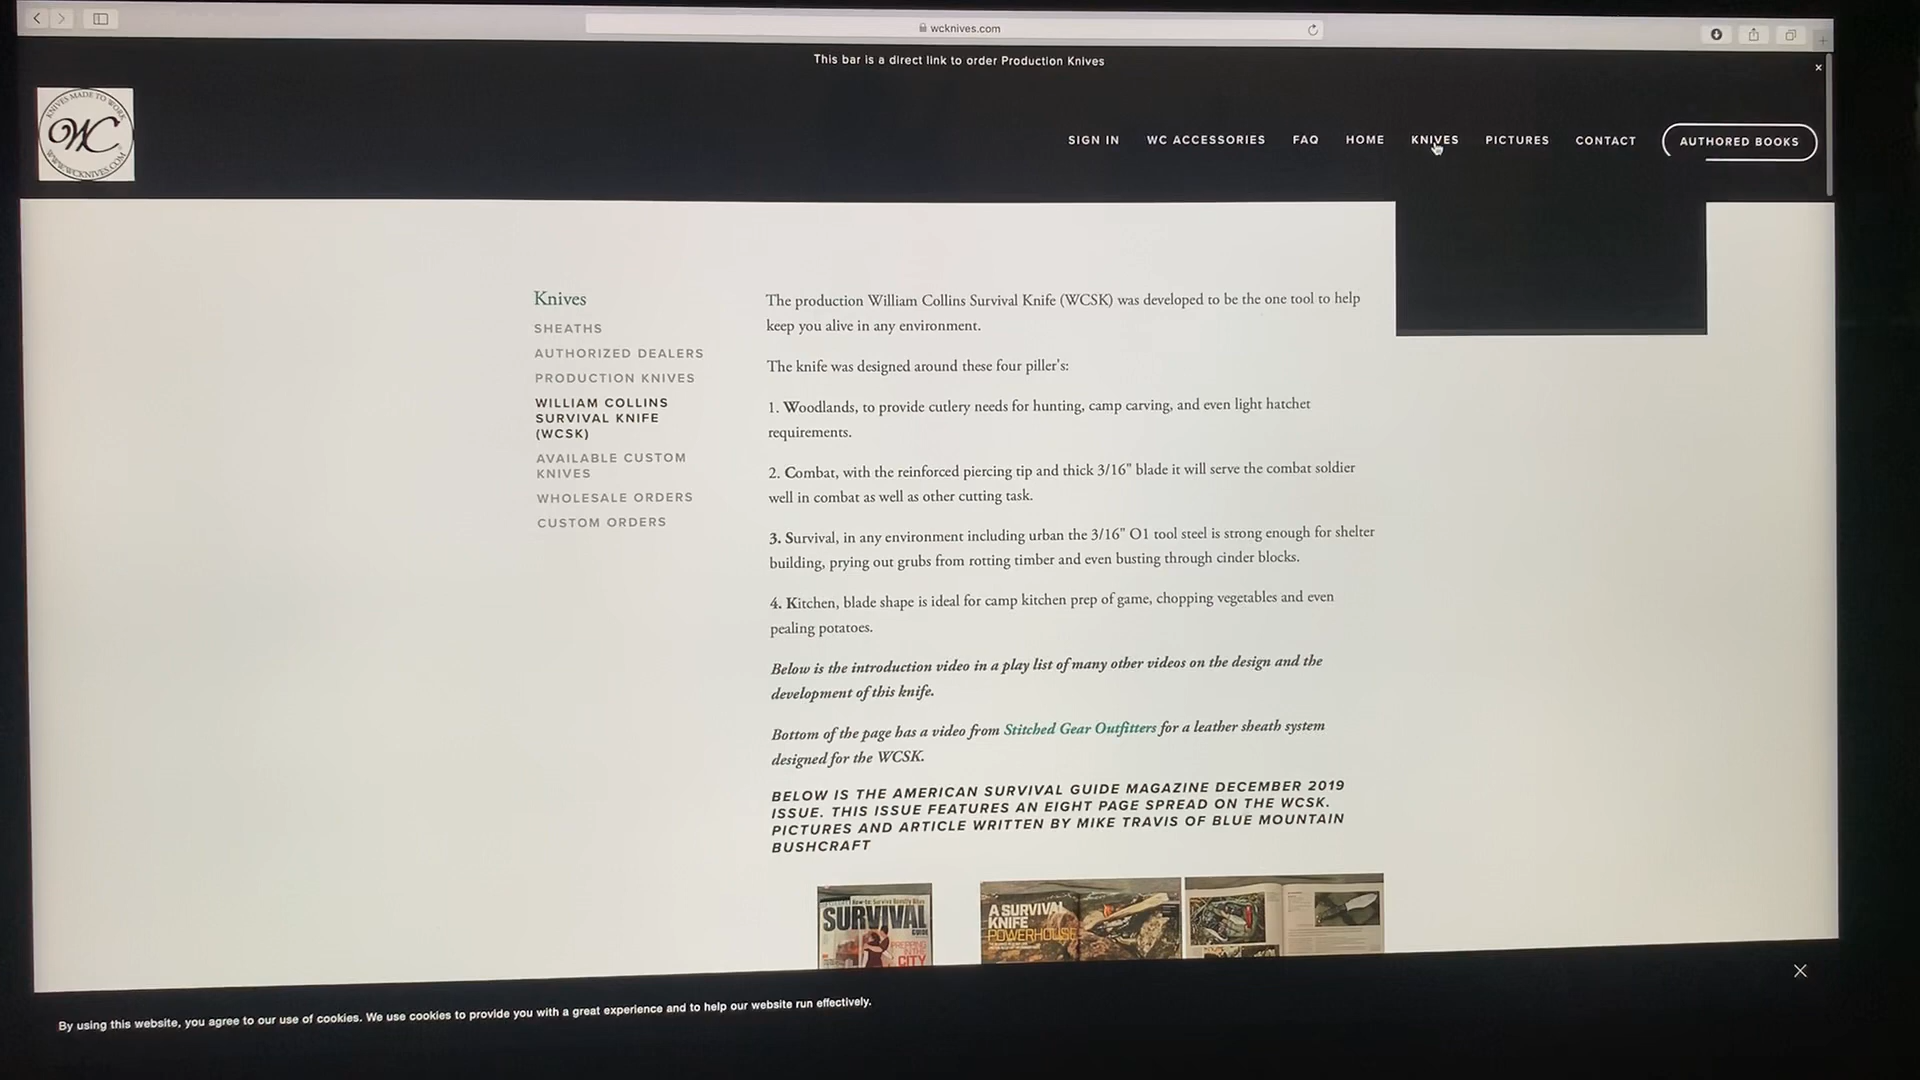 wcknives.com
This bar is a direct link to order Production Knives
KNIVES MADE TO WORK
WC
WWW.WCKNIVES.COM
SIGN IN
WC ACCESSORIES
FAQ
HOME
KNIVES
PICTURES
CONTACT
AUTHORED BOOKS
Knives
SHEATHS
AUTHORIZED DEALERS
PRODUCTION KNIVES
WILLIAM COLLINS
SURVIVAL KNIFE
(WCSK)
AVAILABLE CUSTOM
KNIVES
WHOLESALE ORDERS
CUSTOM ORDERS
The production William Collins Survival Knife (WCSK) was developed to be the one tool to help
keep you alive in any environment.
The knife was designed around these four piller's:
1. Woodlands, to provide cutlery needs for hunting, camp carving, and even light hatchet
requirements.
2. Combat, with the reinforced piercing tip and thick 3/16" blade it will serve the combat soldier
well in combat as well as other cutting task.
3. Survival, in any environment including urban the 3/16" O1 tool steel is strong enough for shelter
building, prying out grubs from rotting timber and even busting through cinder blocks.
4. Kitchen, blade shape is ideal for camp kitchen prep of game, chopping vegetables and even
pealing potatoes.
Below is the introduction video in a play list of many other videos on the design and the
development of this knife.
Bottom of the page has a video from Stitched Gear Outfitters for a leather sheath system
designed for the WCSK.
BELOW IS THE AMERICAN SURVIVAL GUIDE MAGAZINE DECEMBER 2019
ISSUE. THIS ISSUE FEATURES AN EIGHT PAGE SPREAD ON THE WCSK.
PICTURES AND ARTICLE WRITTEN BY MIKE TRAVIS OF BLUE MOUNTAIN
BUSHCRAFT
SURVIVAL
GUIDE
PREPPING
IN THE
CITY
A SURVIVAL
KNIFE
POWERHOUSE
By using this website, you agree to our use of cookies. We use cookies to provide you with a great experience and to help our website run effectively.